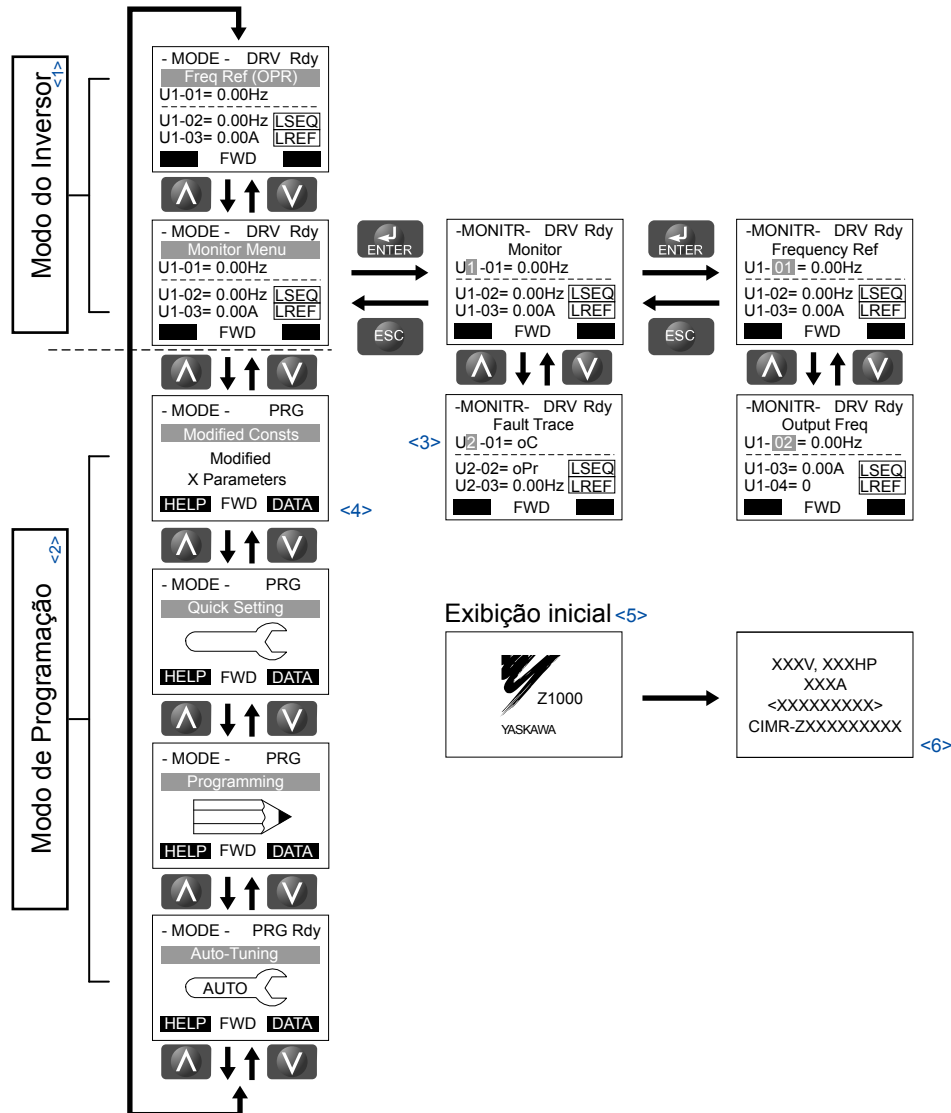 Modo do Inversor <1>
- MODE - DRV Rdy
Freq Ref (OPR)
U1-01= 0.00Hz
U1-02= 0.00Hz LSEQ
U1-03= 0.00A LREF
FWD
- MODE - DRV Rdy
Monitor Menu
U1-01= 0.00Hz
U1-02= 0.00Hz LSEQ
U1-03= 0.00A LREF
FWD
ENTER
ESC
-MONITR- DRV Rdy
Monitor
U1 -01= 0.00Hz
U1-02= 0.00Hz LSEQ
U1-03= 0.00A LREF
FWD
ENTER
ESC
-MONITR- DRV Rdy
Frequency Ref
U1- 01 = 0.00Hz
U1-02= 0.00Hz LSEQ
U1-03= 0.00A LREF
FWD
<3>
-MONITR- DRV Rdy
Fault Trace
U2 -01= oC
U2-02= oPr LSEQ
U2-03= 0.00Hz LREF
FWD
-MONITR- DRV Rdy
Output Freq
U1- 02 = 0.00Hz
U1-03= 0.00A LSEQ
U1-04= 0 LREF
FWD
Modo de Programação <2>
- MODE - PRG
Modified Consts
Modified
X Parameters
HELP FWD DATA
<4>
- MODE - PRG
Quick Setting
HELP FWD DATA
- MODE - PRG
Programming
HELP FWD DATA
- MODE - PRG Rdy
Auto-Tuning
AUTO
HELP FWD DATA
Exibição inicial <5>
Z1000
YASKAWA
XXXV, XXXHP
XXXA
<XXXXXXXXX>
CIMR-ZXXXXXXXXX
<6>